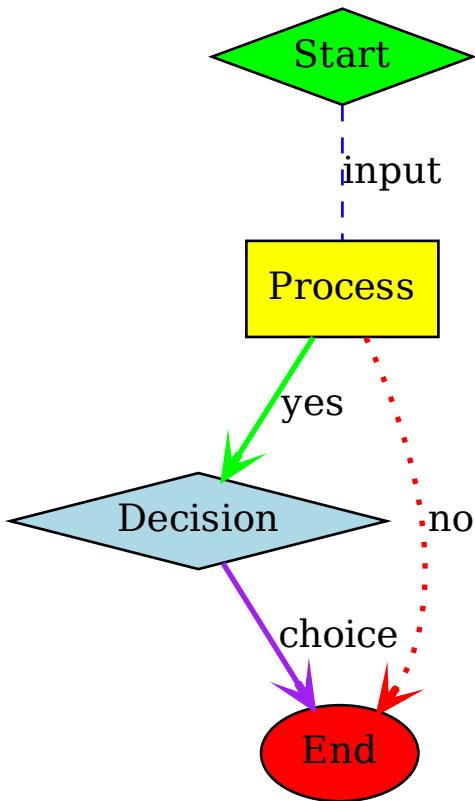 Start
input
Process
yes
Decision
no
choice
End